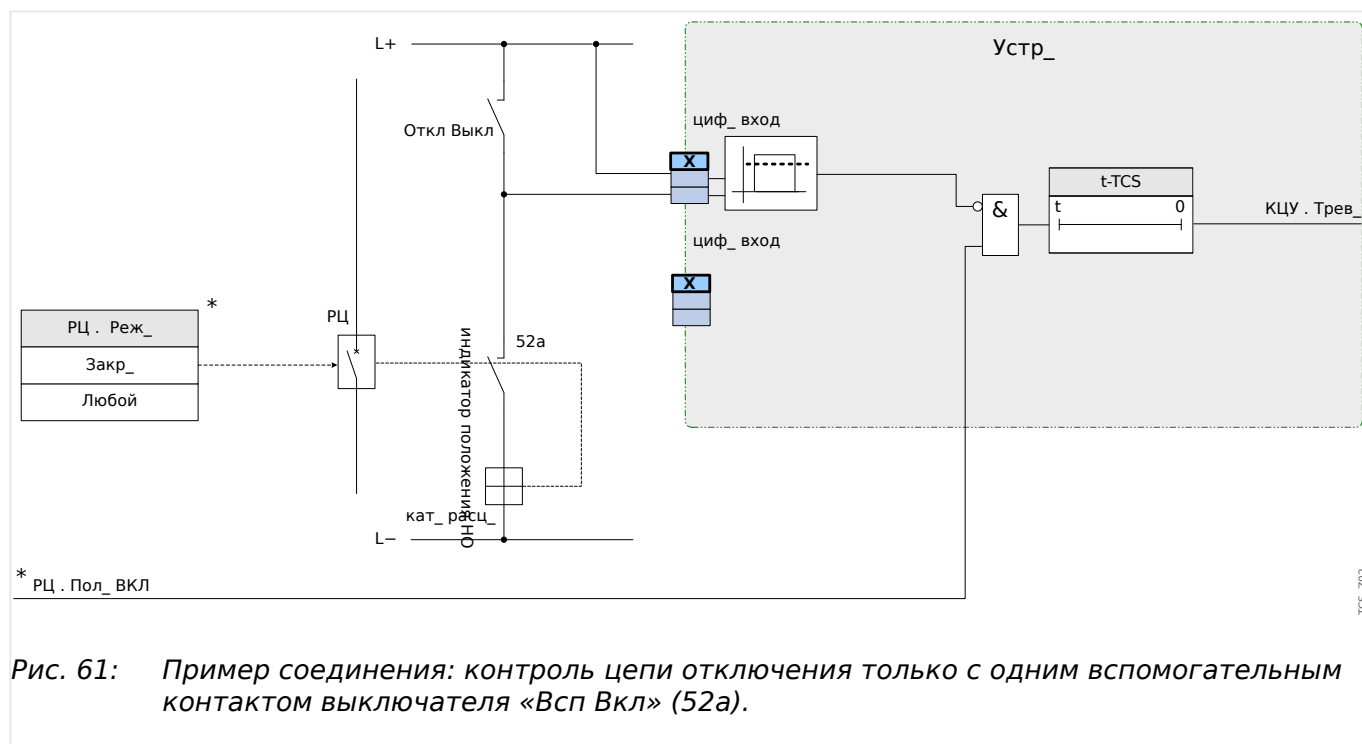 L+
Устр_
циф_ вход
Откл Выкл
X
t-TCS
t 0
&
КЦУ . Трев_
циф_ вход
X
*
РЦ . Реж_
Закр_
Любой
РЦ
52a
индикатор положения НО
кат_ расц_
L−
* РЦ . Пол_ ВКЛ
Рис. 61: Пример соединения: контроль цепи отключения только с одним вспомогательным
контактом выключателя «Всп Вкл» (52a).